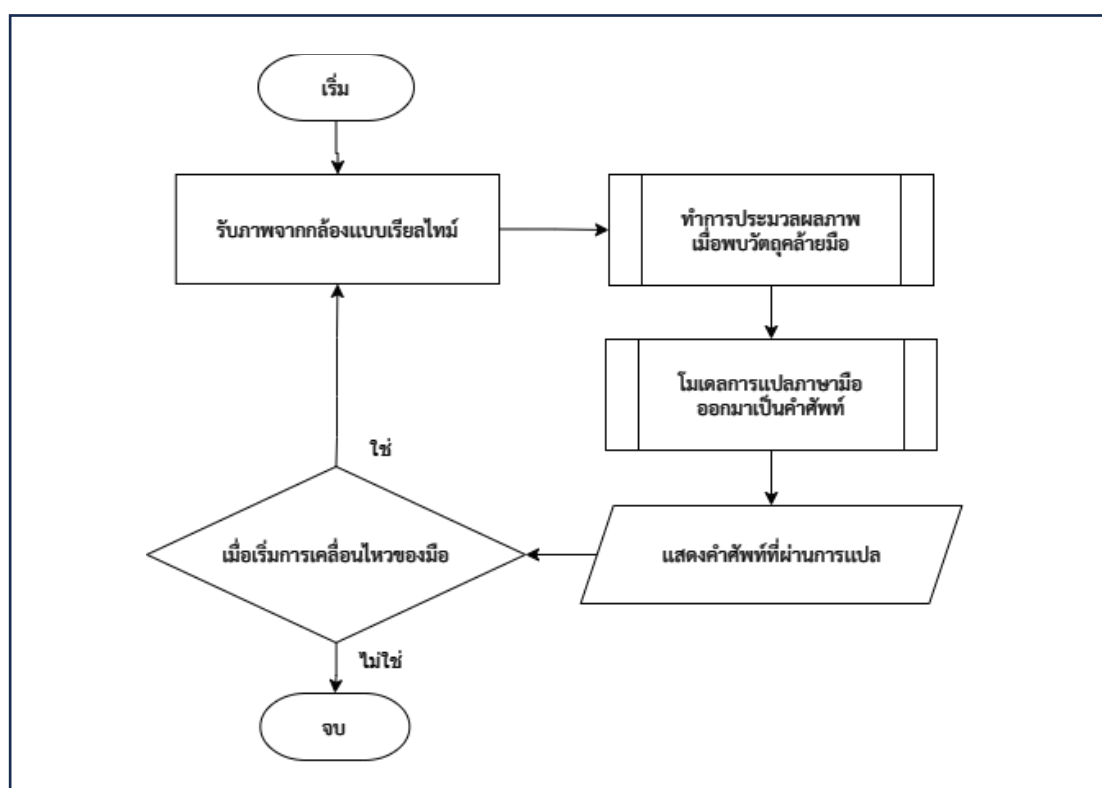 เริ่ม
รับภาพจากกล้องแบบเรียลไทม์
ทำการประมวลผลภาพ
เมื่อพบวัตถุคล้ายมือ
โมเดลการแปลภาษามือ
ออกมาเป็นคำศัพท์
แสดงคำศัพท์ที่ผ่านการแปล
เมื่อเริ่มการเคลื่อนไหวของมือ
ใช่
ไม่ใช่
จบ